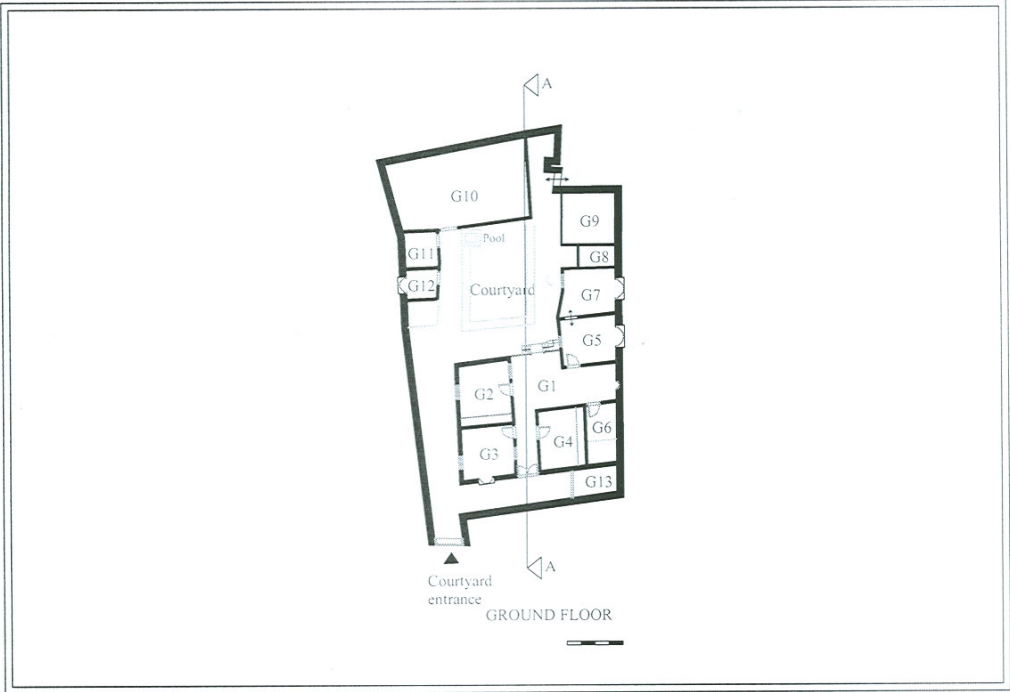 A
G10
G9
Pool
G11
G8
G12
Courtyard
G7
G5
G1
G2
G6
G4
G3
G13
A
Courtyard
entrance
GROUND FLOOR